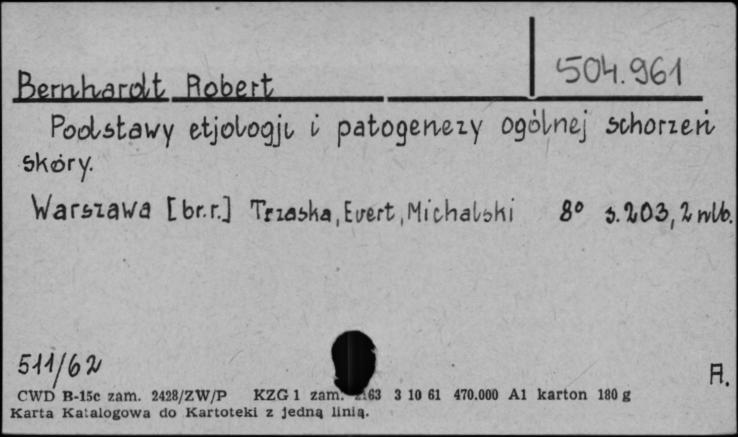 504.961
Bernhardt Robert
Podstawy etjologji i patogenezy ogólnej schorzeń
skóry.
Warszawa [br.r.] Trzaska, Evert, Michalski 8° s.203, 2 nlb.
511/62
A.
CWD B-15c zam. 2428/ZW/P KZG 1 zam. 63 3 10 61 470.000 A1 karton 180 g
Karta Katalogowa do Kartoteki z jedną linią.